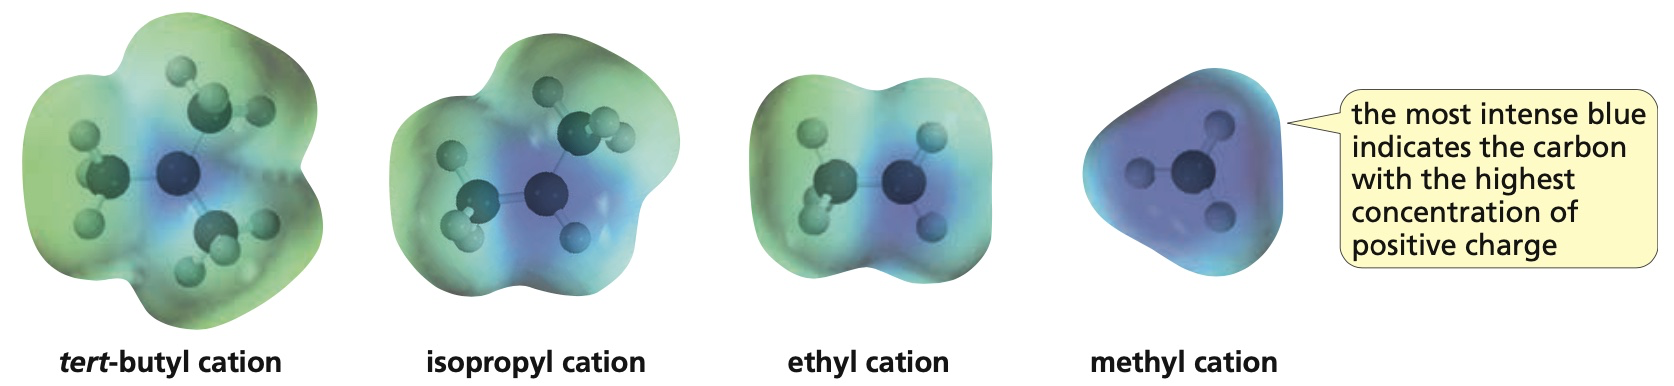 the most intense blue
indicates the carbon
with the highest
concentration of
positive charge
tert-butyl cation
isopropyl cation
ethyl cation
methyl cation